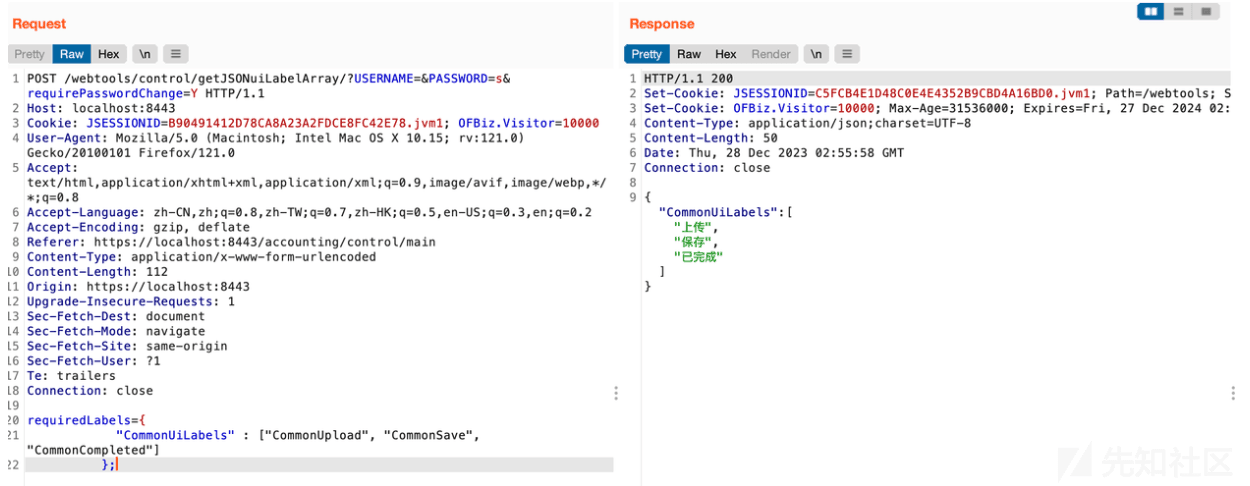 Request
Pretty Raw Hex \n
1 POST /webtools/control/getJSONuiLabelArray/?USERNAME=&PASSWORD=s&
requirePasswordChange=Y HTTP/1.1
2 Host: localhost:8443
3 Cookie: JSESSIONID=B90491412D78CA8A23A2FDCE8FC42E78.jvm1; OFBiz.Visitor=10000
4 User-Agent: Mozilla/5.0 (Macintosh; Intel Mac OS X 10.15; rv:121.0)
Gecko/20100101 Firefox/121.0
5 Accept:
text/html,application/xhtml+xml,application/xml;q=0.9,image/avif,image/webp,*/
*;q=0.8
6 Accept-Language: zh-CN,zh;q=0.8,zh-TW;q=0.7,zh-HK;q=0.5,en-US;q=0.3,en;q=0.2
7 Accept-Encoding: gzip, deflate
8 Referer: https://localhost:8443/accounting/control/main
9 Content-Type: application/x-www-form-urlencoded
10 Content-Length: 112
11 Origin: https://localhost:8443
12 Upgrade-Insecure-Requests: 1
13 Sec-Fetch-Dest: document
14 Sec-Fetch-Mode: navigate
15 Sec-Fetch-Site: same-origin
16 Sec-Fetch-User: ?1
17 Te: trailers
18 Connection: close
19
20 requiredLabels={
21 "CommonUiLabels" : ["CommonUpload", "CommonSave",
"CommonCompleted"]
22 };
Response
Pretty Raw Hex Render \n
1 HTTP/1.1 200
2 Set-Cookie: JSESSIONID=C5FCB4E1D48C0E4E4352B9CBD4A16BD0.jvm1; Path=/webtools; S
3 Set-Cookie: OFBiz.Visitor=10000; Max-Age=31536000; Expires=Fri, 27 Dec 2024 02:
4 Content-Type: application/json;charset=UTF-8
5 Content-Length: 50
6 Date: Thu, 28 Dec 2023 02:55:58 GMT
7 Connection: close
8
9 {
"CommonUiLabels":[
"上传",
"保存",
"已完成"
]
}
先知社区